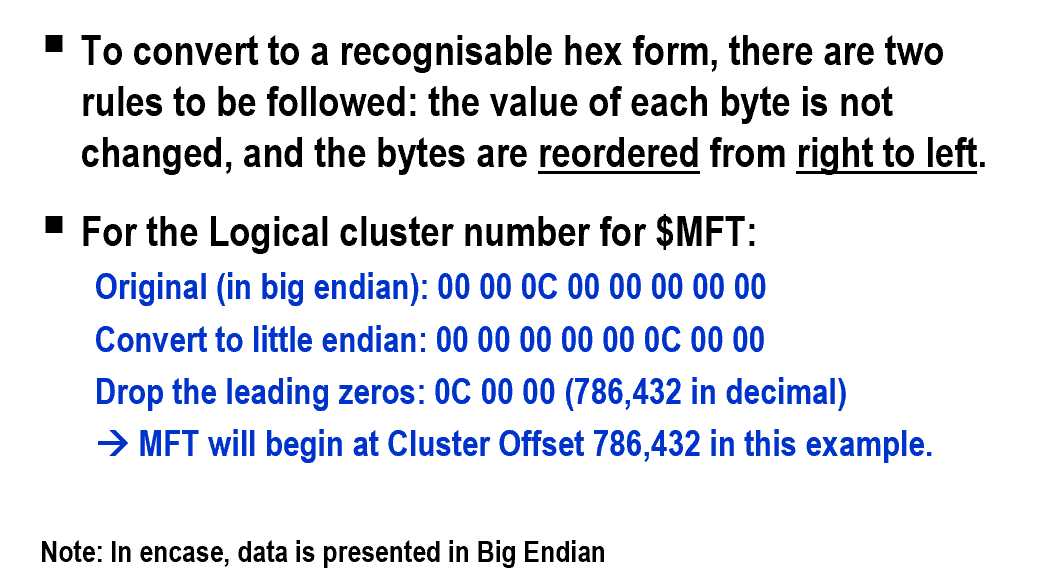 ▪ To convert to a recognisable hex form, there are two
rules to be followed: the value of each byte is not
changed, and the bytes are reordered from right to left.
▪ For the Logical cluster number for $MFT:
Original (in big endian): 00 00 0C 00 00 00 00 00
Convert to little endian: 00 00 00 00 00 0C 00 00
Drop the leading zeros: 0C 00 00 (786,432 in decimal)
→ MFT will begin at Cluster Offset 786,432 in this example.
Note: In encase, data is presented in Big Endian